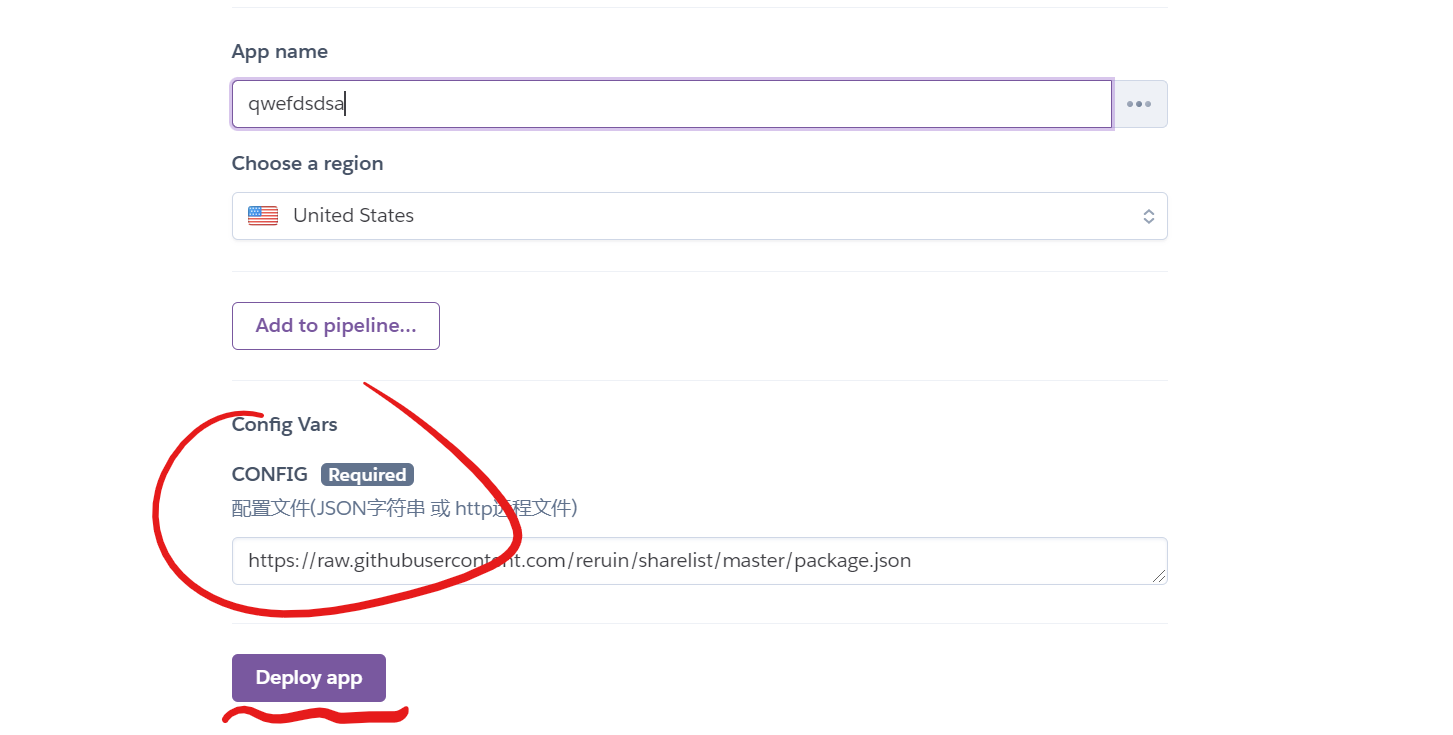 App name
qwefdsdsa
Choose a region
United States
Add to pipeline...
Config Vars
CONFIG Required
配置文件(JSON字符串 或 http远程文件)
https://raw.githubusercontent.com/reruin/sharelist/master/package.json
Deploy app